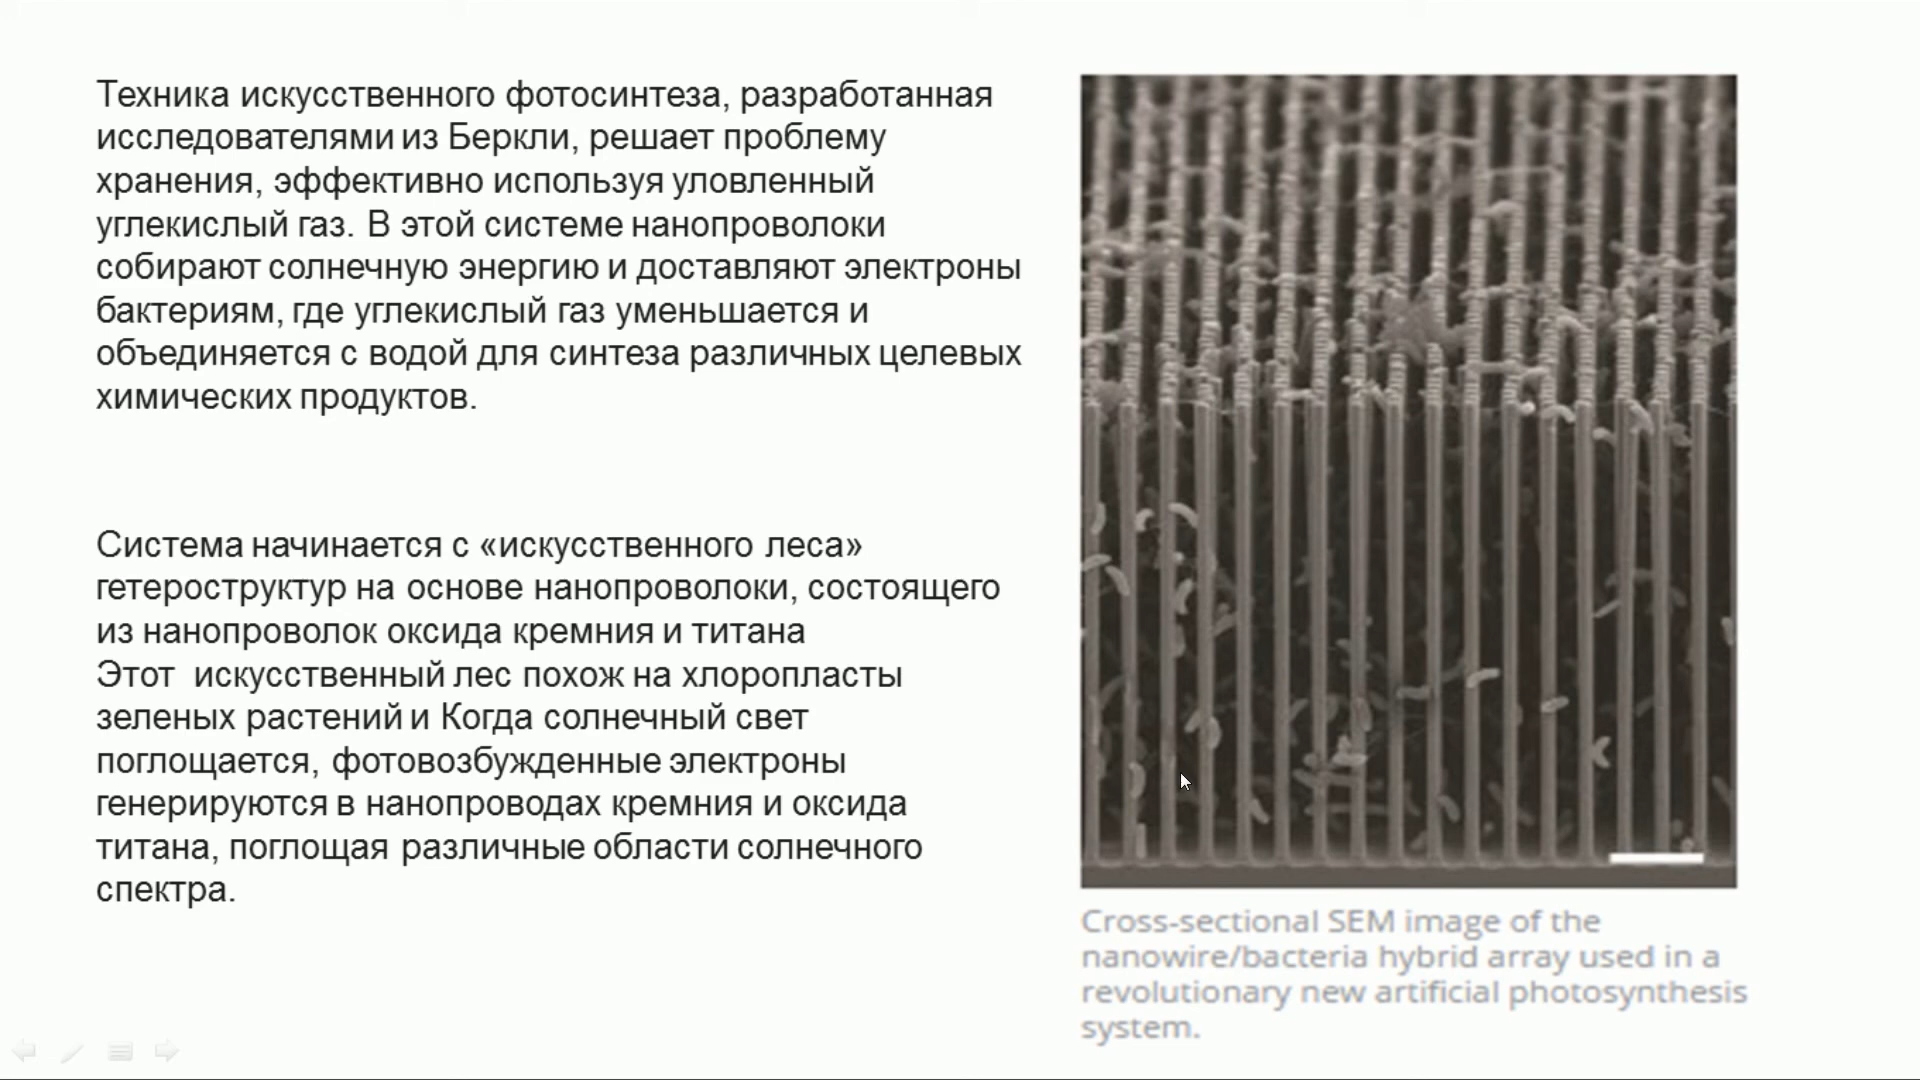 Техника искусственного фотосинтеза, разработанная
исследователями из Беркли, решает проблему
хранения, эффективно используя уловленный
углекислый газ. В этой системе нанопроволоки
собирают солнечную энергию и доставляют электроны
бактериям, где углекислый газ уменьшается и
объединяется с водой для синтеза различных целевых
химических продуктов.
Система начинается с «искусственного леса»
гетероструктур на основе нанопроволоки, состоящего
из нанопроволок оксида кремния и титана
Этот  искусственный лес похож на хлоропласты
зеленых растений и Когда солнечный свет
поглощается, фотовозбужденные электроны
генерируются в нанопроводах кремния и оксида
титана, поглощая различные области солнечного
спектра.
Cross-sectional SEM image of the
nanowire/bacteria hybrid array used in a
revolutionary new artificial photosynthesis
system.